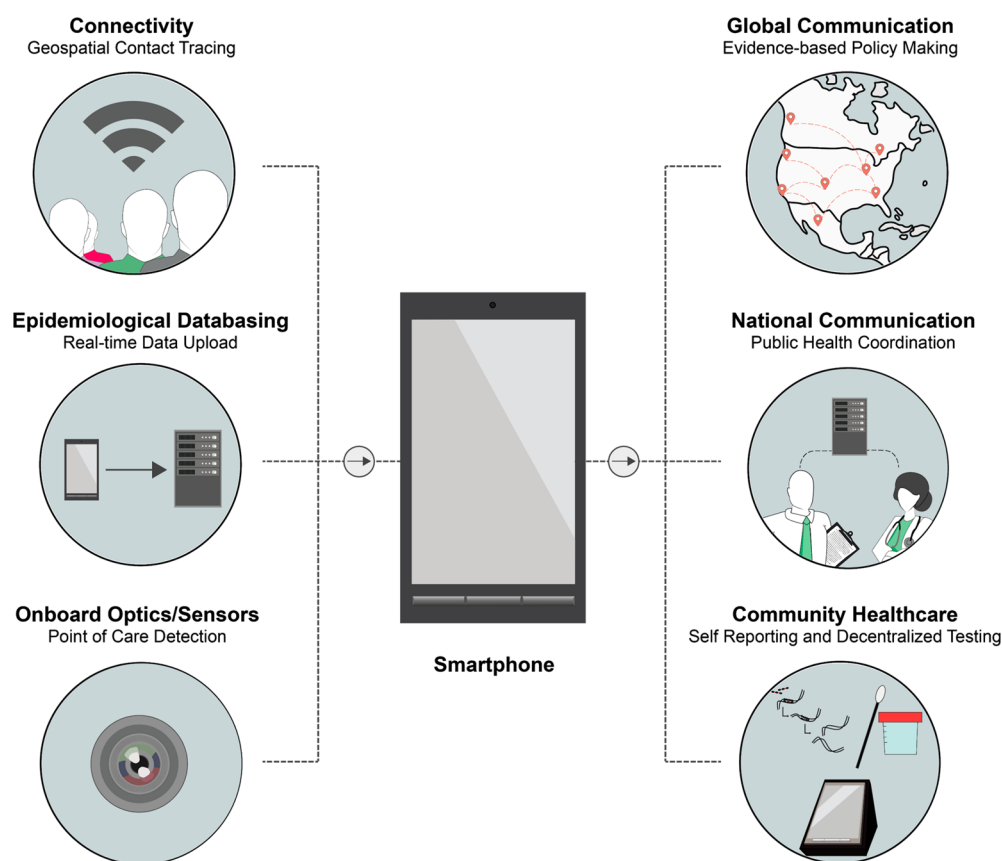 Connectivity
Geospatial Contact Tracing
Global Communication
Evidence-based Policy Making
Epidemiological Databasing
Real-time Data Upload
National Communication
Public Health Coordination
Onboard Optics/Sensors
Point of Care Detection
Smartphone
Community Healthcare
Self Reporting and Decentralized Testing